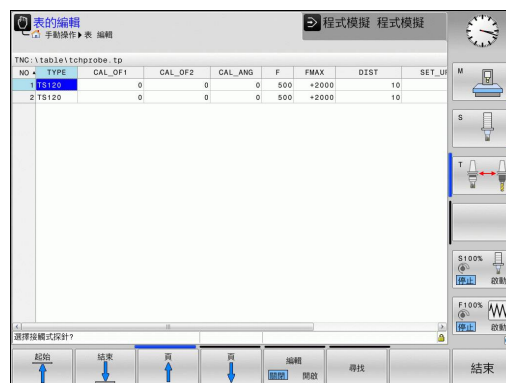 表的編輯
手動操作▶表 編輯
程式模擬 程式模擬
TNC:\table\tchprobe.tp
NO TYPE CAL_OF1 CAL_OF2 CAL_ANG F FMAX DIST SET_UP
1 TS120 0 0 0 500 +2000 10
2 TS120 0 0 0 500 +2000 10
選擇接觸式探針?
M
S
T
S100%
停止 啟動
F100%
停止 啟動
起始 結束 頁 頁 編輯 尋找 結束
關閉 開啟